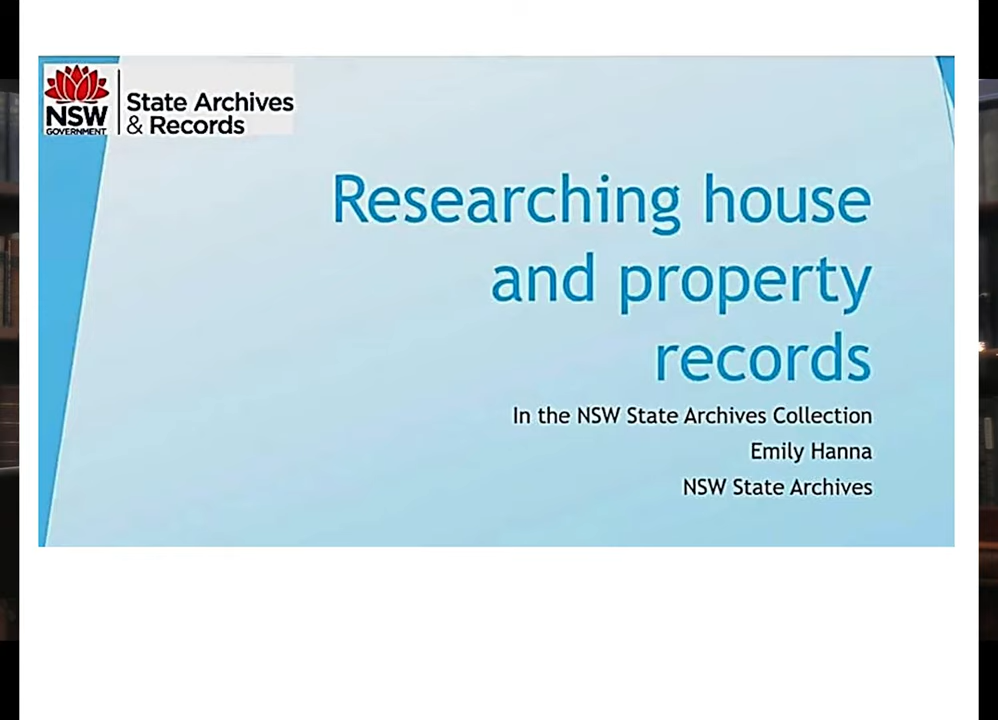 NSW
GOVERNMENT
State Archives
& Records
Researching house
and property
records
In the NSW State Archives Collection
Emily Hanna
NSW State Archives